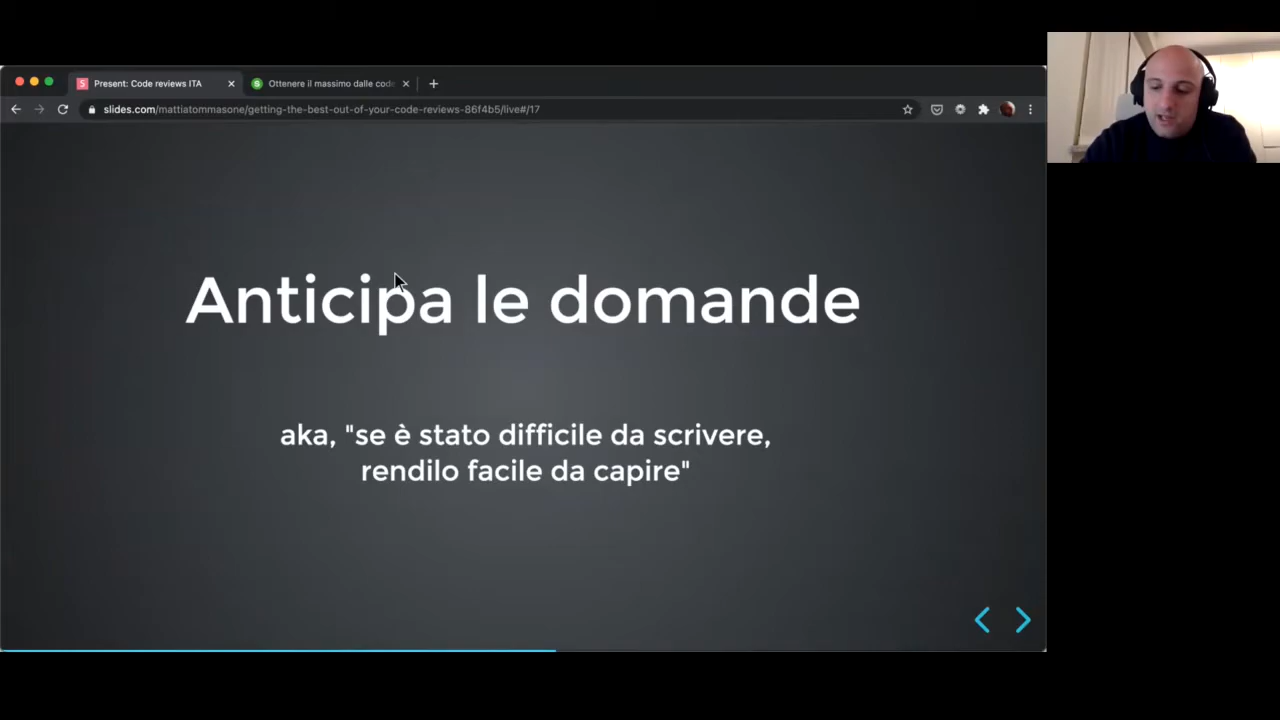 Present: Code reviews ITA
Ottenere il massimo dalle code
slides.com/mattiatommasone/getting-the-best-out-of-your-code-reviews-86f4b5/live#/17
Anticipa le domande
aka, "se è stato difficile da scrivere,
rendilo facile da capire"